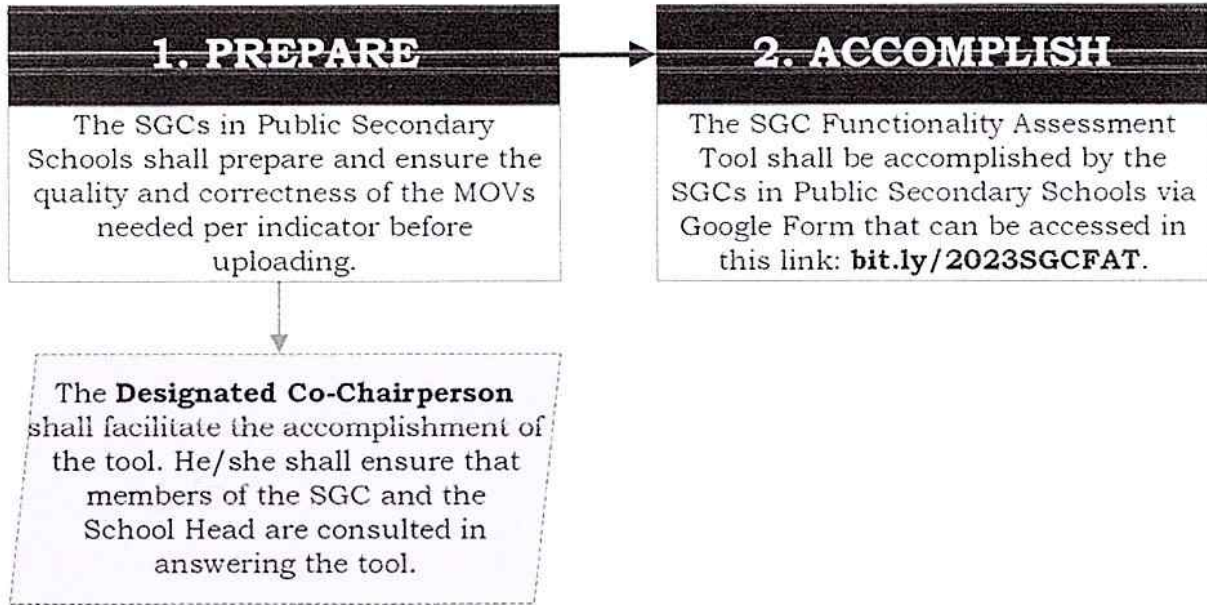 1. PREPARE
The SGCs in Public Secondary
Schools shall prepare and ensure the
quality and correctness of the MOVs
needed per indicator before
uploading.
The Designated Co-Chairperson
shall facilitate the accomplishment of
the tool. He/she shall ensure that
members of the SGC and the
School Head are consulted in
answering the tool.
2. ACCOMPLISH
The SGC Functionality Assessment
Tool shall be accomplished by the
SGCs in Public Secondary Schools via
Google Form that can be accessed in
this link: bit.ly/2023SGCFAT.